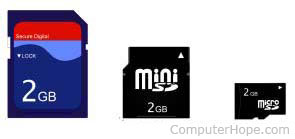 Secure Digital
▼LOCK
2GB
mini
SD
2GB
2 GB
micro
SD
ComputerHope.com